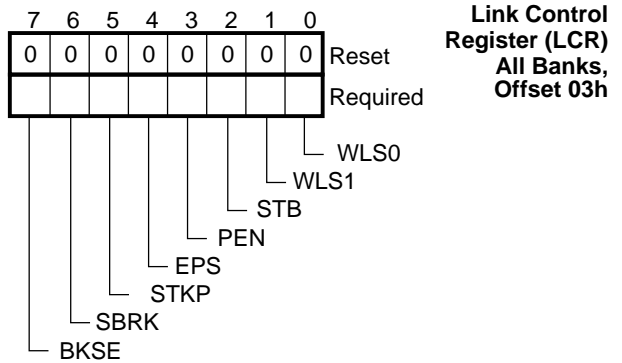 7 6 5 4 3 2 1 0
0 0 0 0 0 0 0 0 Reset
Required
Link Control
Register (LCR)
All Banks,
Offset 03h
WLS0
WLS1
STB
PEN
EPS
STKP
SBRK
BKSE